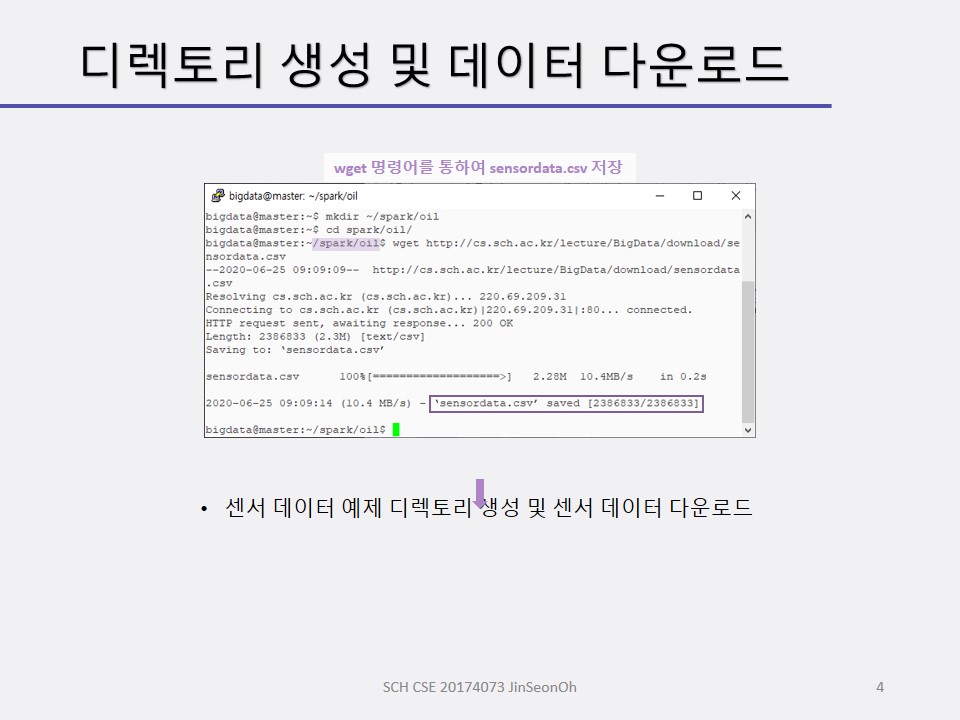 디렉토리 생성 및 데이터 다운로드
wget 명령어를 통하여 sensordata.csv 저장
bigdata@master: ~/spark/oil
bigdata@master:~$ mkdir ~/spark/oil
bigdata@master:~$ cd spark/oil/
bigdata@master:~/spark/oil$ wget http://cs.sch.ac.kr/lecture/BigData/download/se
nsordata.csv
--2020-06-25 09:09:09--  http://cs.sch.ac.kr/lecture/BigData/download/sensordata
.csv
Resolving cs.sch.ac.kr (cs.sch.ac.kr)... 220.69.209.31
Connecting to cs.sch.ac.kr (cs.sch.ac.kr)|220.69.209.31|:80... connected.
HTTP request sent, awaiting response... 200 OK
Length: 2386833 (2.3M) [text/csv]
Saving to: ‘sensordata.csv’
sensordata.csv      100%[===================>]   2.28M  10.4MB/s    in 0.2s
2020-06-25 09:09:14 (10.4 MB/s) - ‘sensordata.csv’ saved [2386833/2386833]
bigdata@master:~/spark/oil$
• 센서 데이터 예제 디렉토리 생성 및 센서 데이터 다운로드
SCH CSE 20174073 JinSeonOh
4